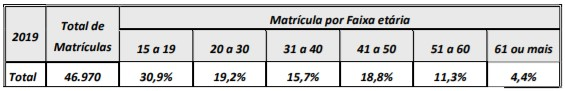 2019 Total de Matrículas Matrícula por Faixa etária
15 a 19 20 a 30 31 a 40 41 a 50 51 a 60 61 ou mais
Total 46.970 30,9% 19,2% 15,7% 18,8% 11,3% 4,4%